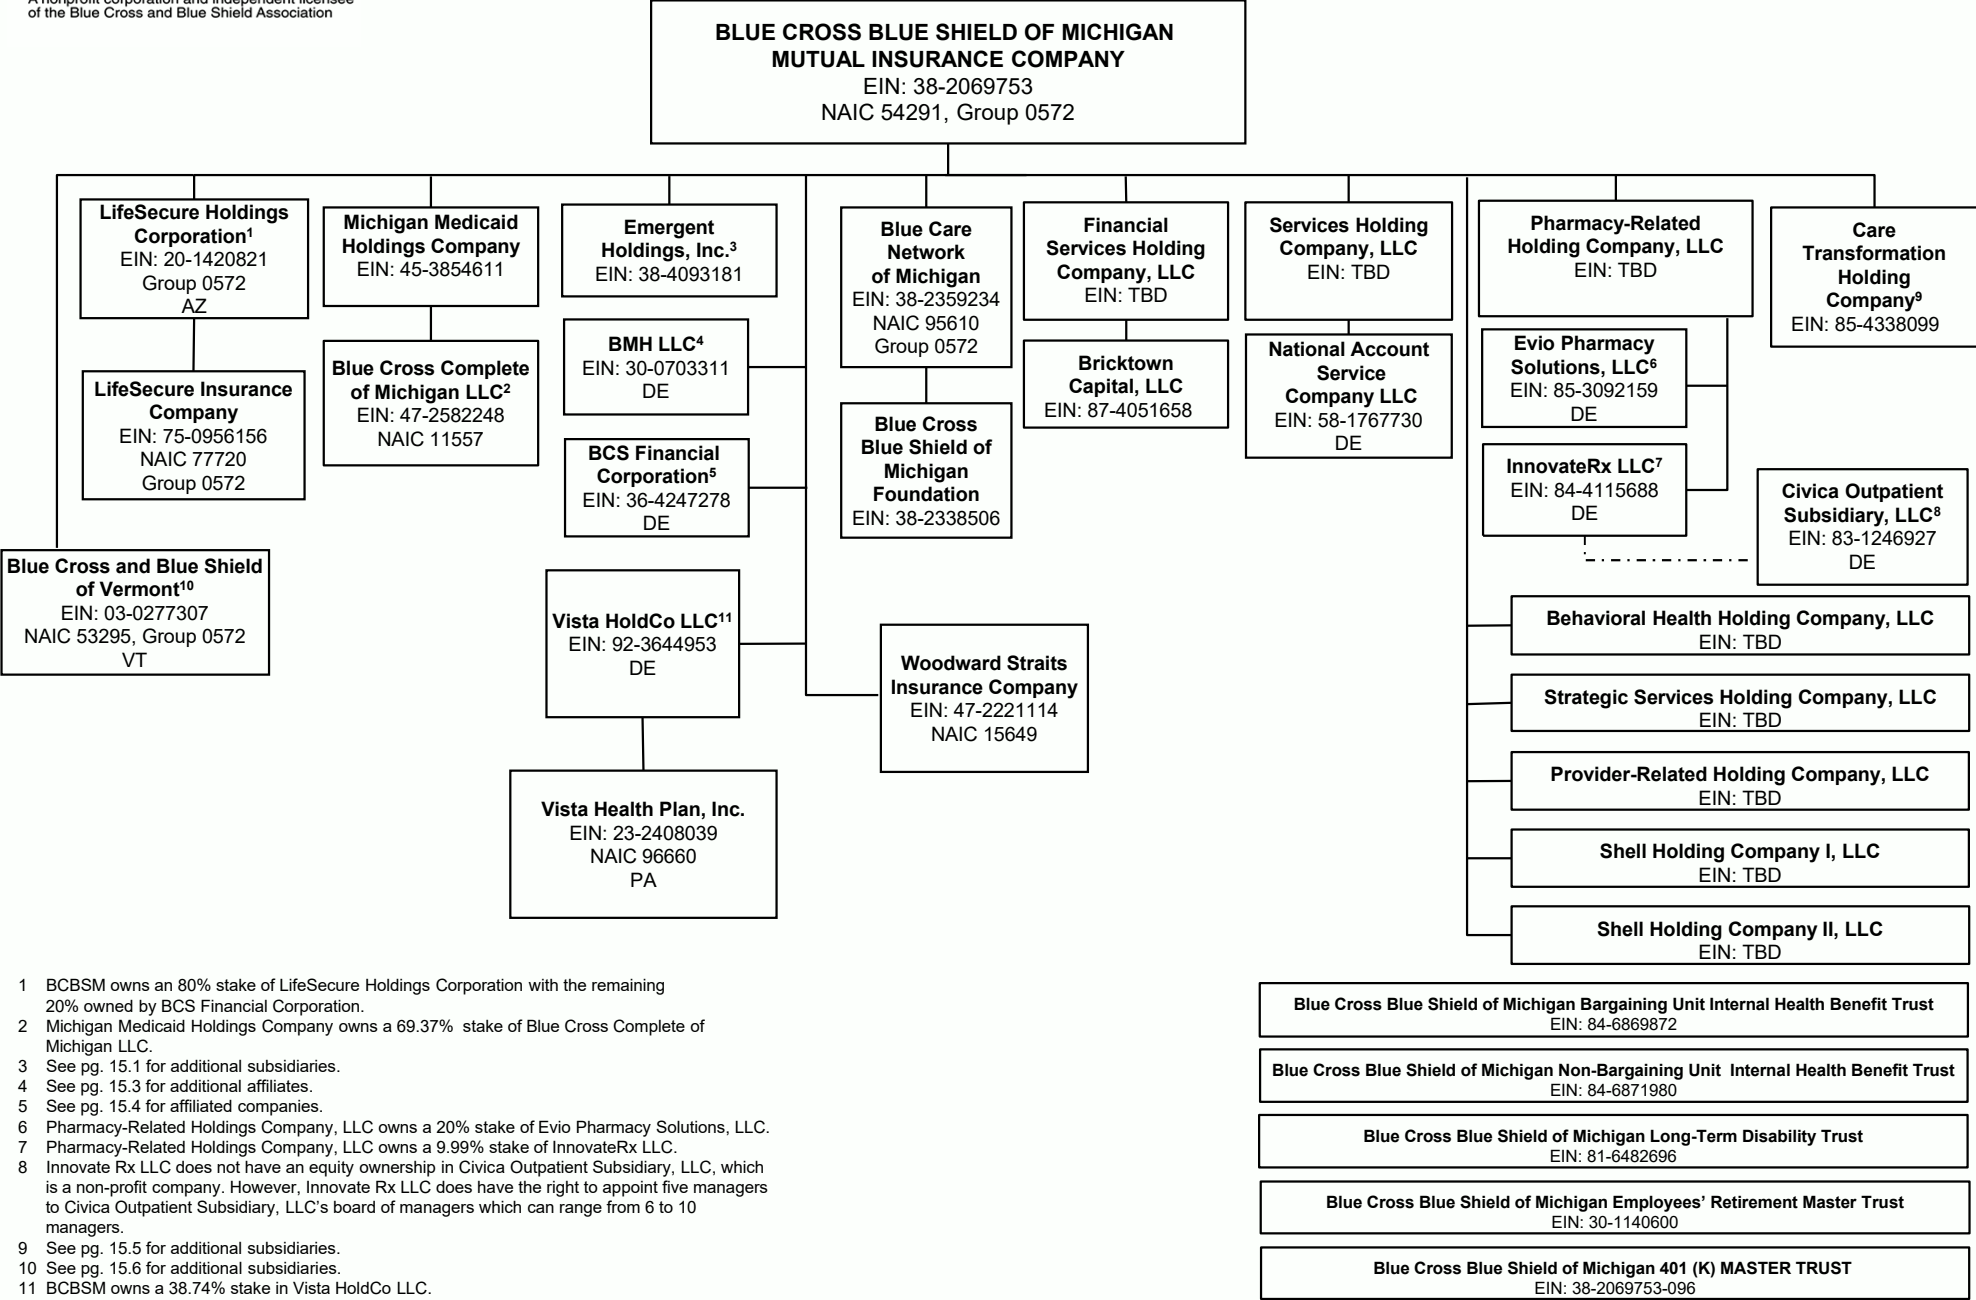 A nonprofit corporation and independent licensee
of the Blue Cross and Blue Shield Association
BLUE CROSS BLUE SHIELD OF MICHIGAN
MUTUAL INSURANCE COMPANY
EIN: 38-2069753
NAIC 54291, Group 0572
LifeSecure Holdings
Corporation¹
EIN: 20-1420821
Group 0572
AZ
Michigan Medicaid
Holdings Company
EIN: 45-3854611
Emergent
Holdings, Inc.³
EIN: 38-4093181
Blue Care
Network
of Michigan
EIN: 38-2359234
NAIC 95610
Group 0572
Financial
Services Holding
Company, LLC
EIN: TBD
Services Holding
Company, LLC
EIN: TBD
Pharmacy-Related
Holding Company, LLC
EIN: TBD
Care
Transformation
Holding
Company⁹
EIN: 85-4338099
LifeSecure Insurance
Company
EIN: 75-0956156
NAIC 77720
Group 0572
Blue Cross Complete
of Michigan LLC²
EIN: 47-2582248
NAIC 11557
BMH LLC⁴
EIN: 30-0703311
DE
BCS Financial
Corporation⁵
EIN: 36-4247278
DE
Blue Cross
Blue Shield of
Michigan
Foundation
EIN: 38-2338506
Bricktown
Capital, LLC
EIN: 87-4051658
National Account
Service
Company LLC
EIN: 58-1767730
DE
Evio Pharmacy
Solutions, LLC⁶
EIN: 85-3092159
DE
InnovateRx LLC⁷
EIN: 84-4115688
DE
Civica Outpatient
Subsidiary, LLC⁸
EIN: 83-1246927
DE
Blue Cross and Blue Shield
of Vermont¹⁰
EIN: 03-0277307
NAIC 53295, Group 0572
VT
Vista HoldCo LLC¹¹
EIN: 92-3644953
DE
Woodward Straits
Insurance Company
EIN: 47-2221114
NAIC 15649
Vista Health Plan, Inc.
EIN: 23-2408039
NAIC 96660
PA
Behavioral Health Holding Company, LLC
EIN: TBD
Strategic Services Holding Company, LLC
EIN: TBD
Provider-Related Holding Company, LLC
EIN: TBD
Shell Holding Company I, LLC
EIN: TBD
Shell Holding Company II, LLC
EIN: TBD
1 BCBSM owns an 80% stake of LifeSecure Holdings Corporation with the remaining
20% owned by BCS Financial Corporation.
2 Michigan Medicaid Holdings Company owns a 69.37% stake of Blue Cross Complete of
Michigan LLC.
3 See pg. 15.1 for additional subsidiaries.
4 See pg. 15.3 for additional affiliates.
5 See pg. 15.4 for affiliated companies.
6 Pharmacy-Related Holdings Company, LLC owns a 20% stake of Evio Pharmacy Solutions, LLC.
7 Pharmacy-Related Holdings Company, LLC owns a 9.99% stake of InnovateRx LLC.
8 Innovate Rx LLC does not have an equity ownership in Civica Outpatient Subsidiary, LLC, which
is a non-profit company. However, Innovate Rx LLC does have the right to appoint five managers
to Civica Outpatient Subsidiary, LLC's board of managers which can range from 6 to 10
managers.
9 See pg. 15.5 for additional subsidiaries.
10 See pg. 15.6 for additional subsidiaries.
11 BCBSM owns a 38.74% stake in Vista HoldCo LLC.
Blue Cross Blue Shield of Michigan Bargaining Unit Internal Health Benefit Trust
EIN: 84-6869872
Blue Cross Blue Shield of Michigan Non-Bargaining Unit Internal Health Benefit Trust
EIN: 84-6871980
Blue Cross Blue Shield of Michigan Long-Term Disability Trust
EIN: 81-6482696
Blue Cross Blue Shield of Michigan Employees' Retirement Master Trust
EIN: 30-1140600
Blue Cross Blue Shield of Michigan 401 (K) MASTER TRUST
EIN: 38-2069753-096